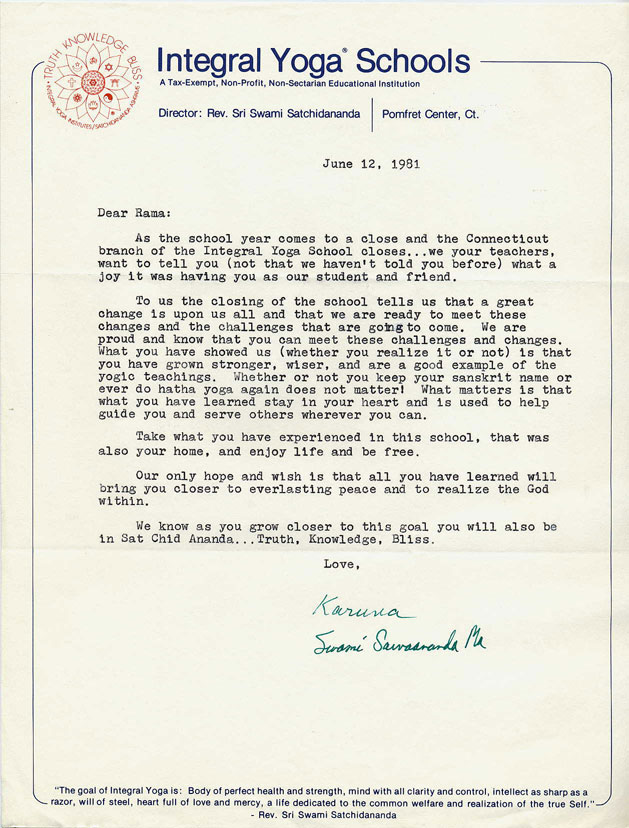 TRUTH KNOWLEDGE BLISS
INTEGRAL YOGA INSTITUTES/SATCHIDANANDA ASHRAMS
Integral Yoga® Schools
A Tax-Exempt, Non-Profit, Non-Sectarian Educational Institution
Director: Rev. Sri Swami Satchidananda
Pomfret Center, Ct.
June 12, 1981
Dear Rama:
As the school year comes to a close and the Connecticut
branch of the Integral Yoga School closes...we your teachers,
want to tell you (not that we haven't told you before) what a
joy it was having you as our student and friend.
To us the closing of the school tells us that a great
change is upon us all and that we are ready to meet these
changes and the challenges that are going to come. We are
proud and know that you can meet these challenges and changes.
What you have showed us (whether you realize it or not) is that
you have grown stronger, wiser, and are a good example of the
yogic teachings. Whether or not you keep your sanskrit name or
ever do hatha yoga again does not matter! What matters is that
what you have learned stay in your heart and is used to help
guide you and serve others wherever you can.
Take what you have experienced in this school, that was
also your home, and enjoy life and be free.
Our only hope and wish is that all you have learned will
bring you closer to everlasting peace and to realize the God
within.
We know as you grow closer to this goal you will also be
in Sat Chid Ananda...Truth, Knowledge, Bliss.
Love,
Karuna
Swami Sarvaananda Ma
"The goal of Integral Yoga is: Body of perfect health and strength, mind with all clarity and control, intellect as sharp as a
razor, will of steel, heart full of love and mercy, a life dedicated to the common welfare and realization of the true Self."
- Rev. Sri Swami Satchidananda